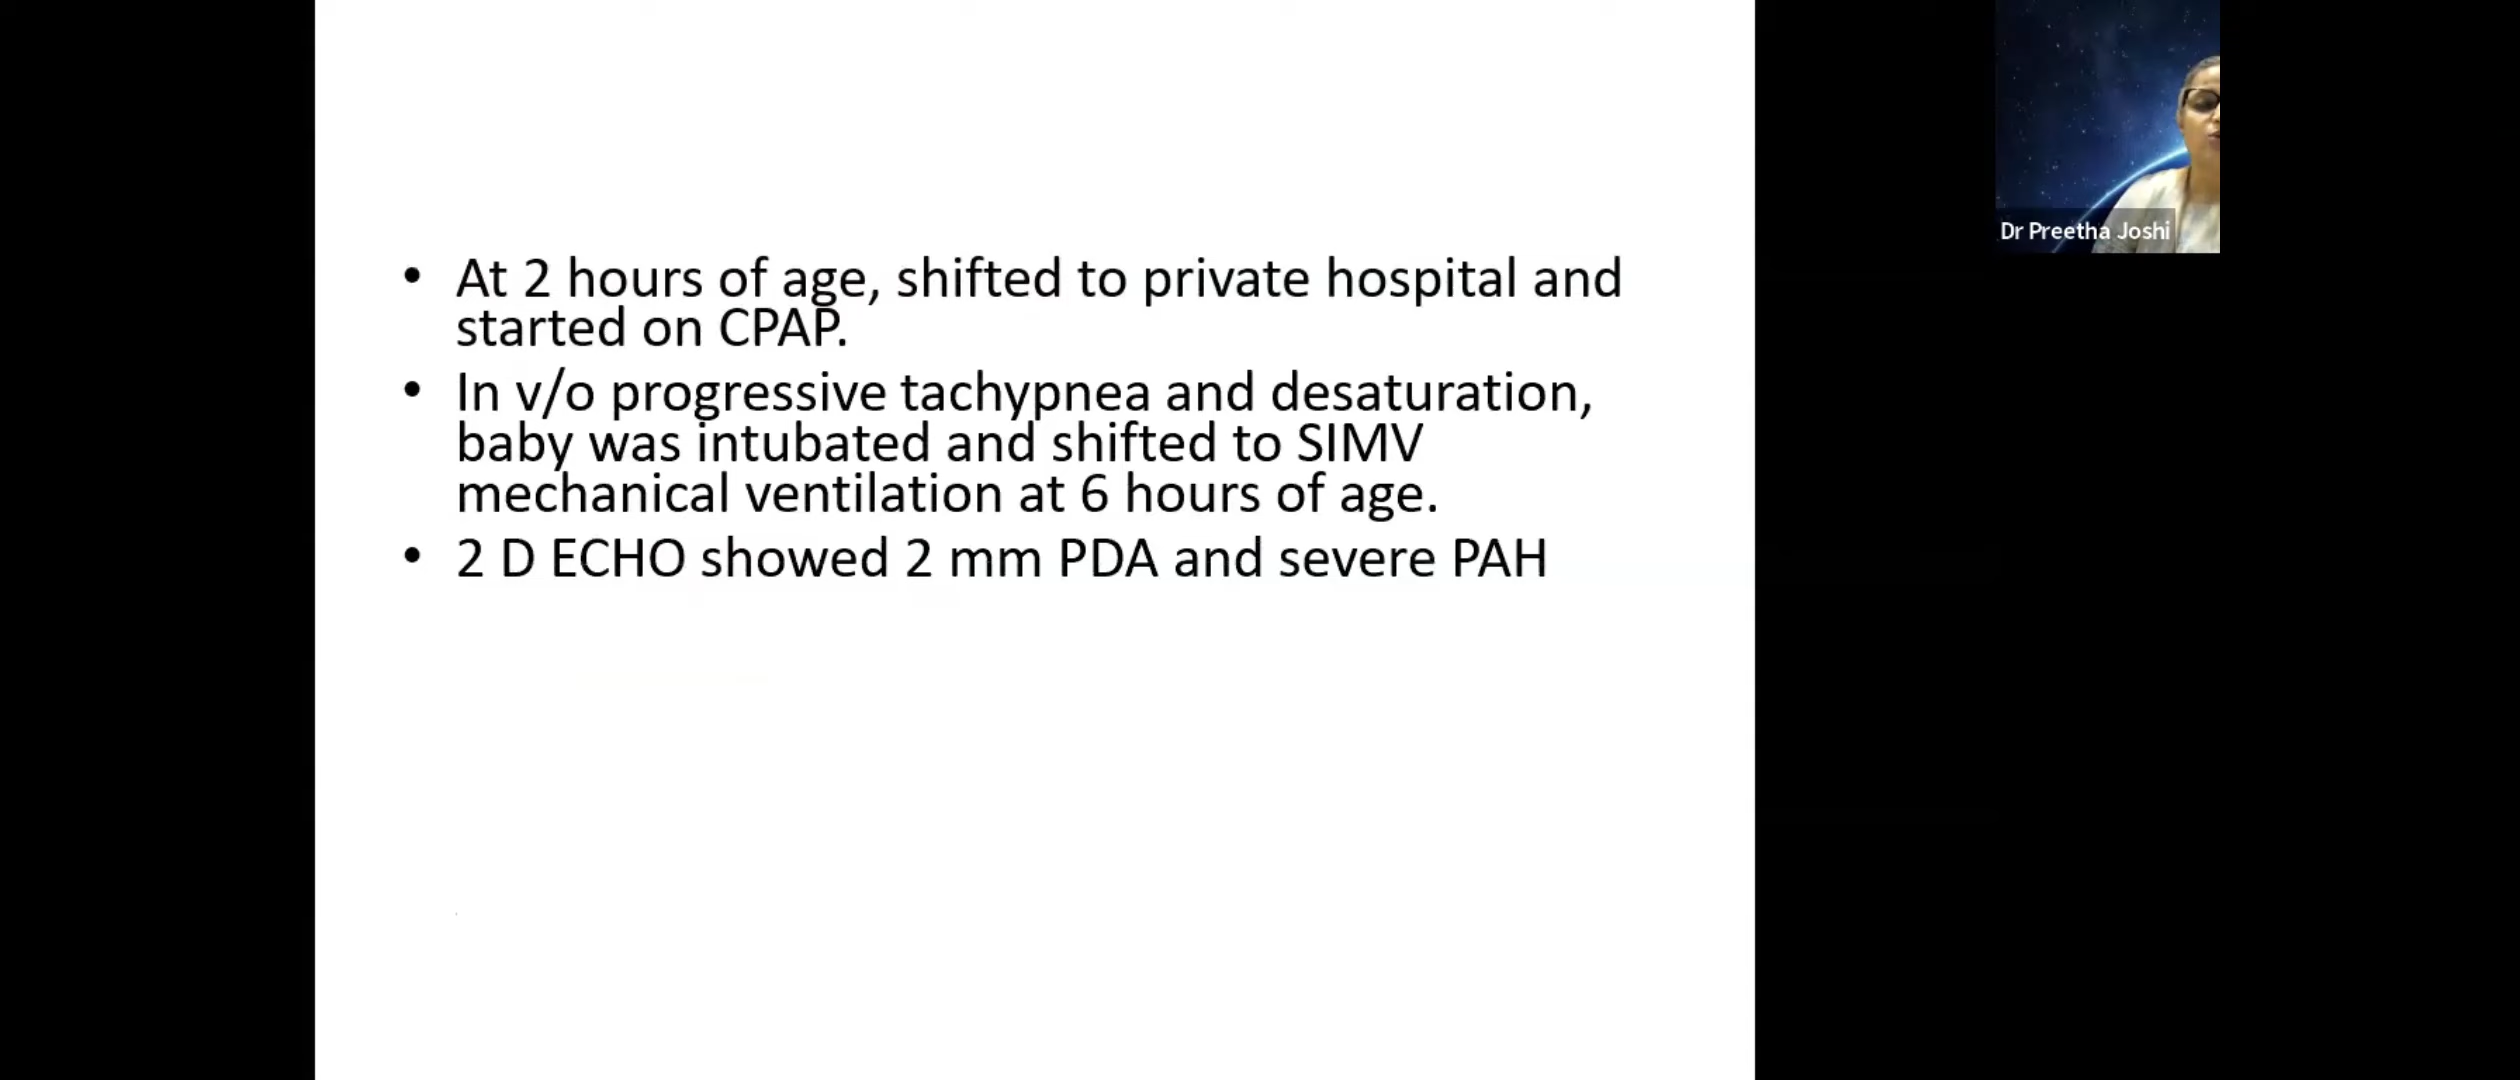 • At 2 hours of age, shifted to private hospital and
started on CPAP.
• In v/o progressive tachypnea and desaturation,
baby was intubated and shifted to SIMV
mechanical ventilation at 6 hours of age.
• 2 D ECHO showed 2 mm PDA and severe PAH
Dr Preetha Joshi